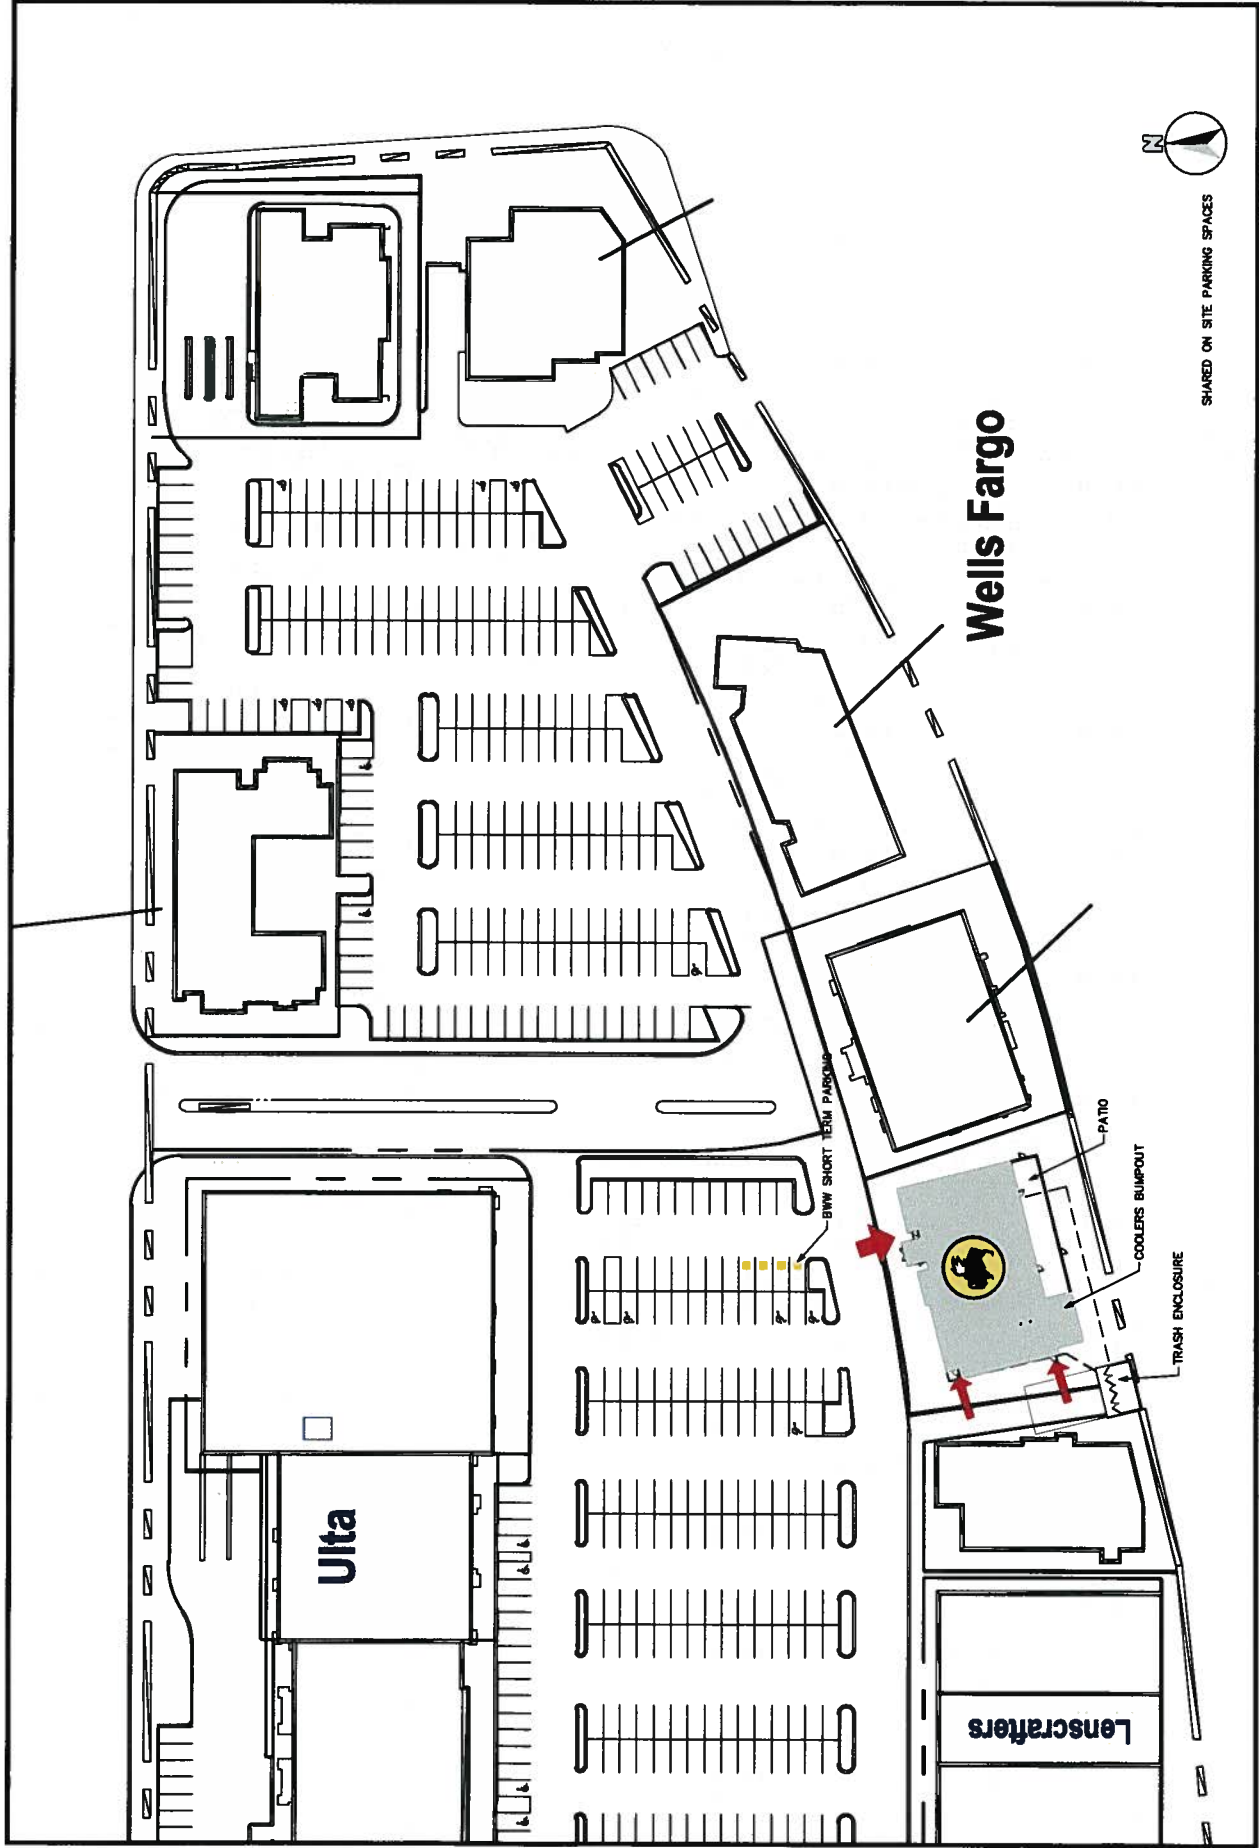 N
SHARED ON SITE PARKING SPACES
Wells Fargo
BWW SHORT TERM PARKING
PATIO
COOLERS BUMPOUT
TRASH ENCLOSURE
Ulta
Lenscrafters